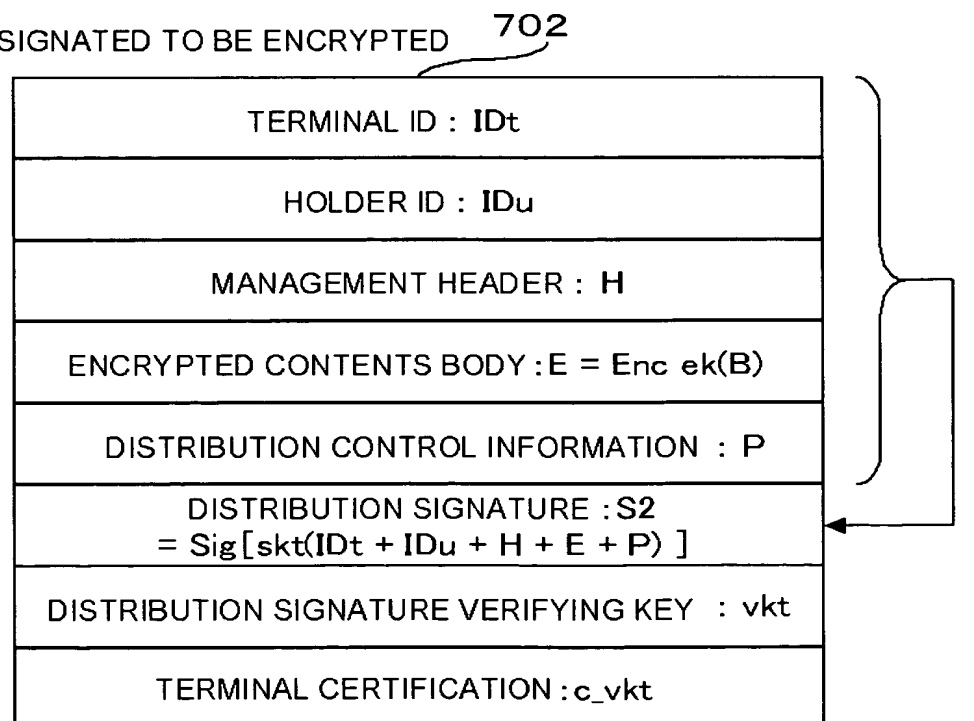 SIGNATED TO BE ENCRYPTED 702
TERMINAL ID : IDt
HOLDER ID : IDu
MANAGEMENT HEADER : H
ENCRYPTED CONTENTS BODY : E = Enc ek(B)
DISTRIBUTION CONTROL INFORMATION : P
DISTRIBUTION SIGNATURE : S2
= Sig[skt(IDt + IDu + H + E + P) ]
DISTRIBUTION SIGNATURE VERIFYING KEY : vkt
TERMINAL CERTIFICATION : c_vkt